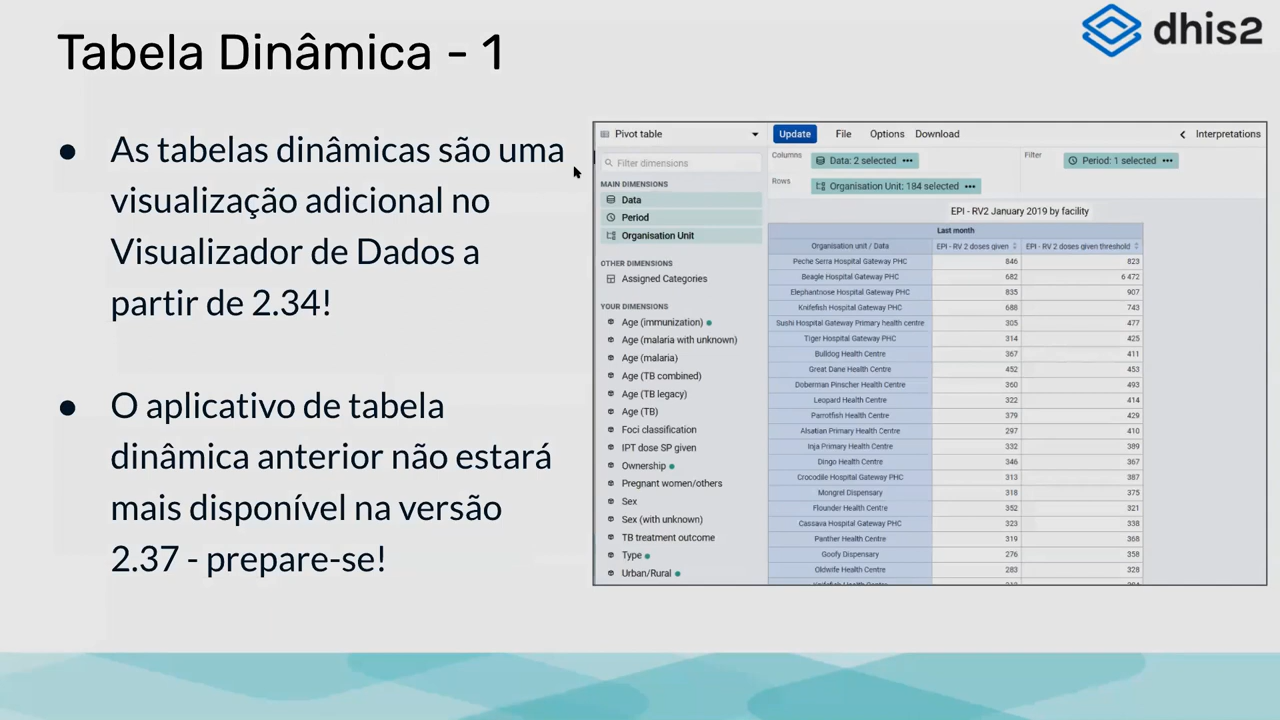 Tabela Dinâmica - 1
dhis2
● As tabelas dinâmicas são uma
visualização adicional no
Visualizador de Dados a
partir de 2.34!
● O aplicativo de tabela
dinâmica anterior não estará
mais disponível na versão
2.37 - prepare-se!
Pivot table
Filter dimensions
MAIN DIMENSIONS
Data
Period
Organisation Unit
OTHER DIMENSIONS
Assigned Categories
YOUR DIMENSIONS
Age (immunization)
Age (malaria with unknown)
Age (malaria)
Age (TB combined)
Age (TB legacy)
Age (TB)
Foci classification
IPT dose SP given
Ownership
Pregnant women/others
Sex
Sex (with unknown)
TB treatment outcome
Type
Urban/Rural
Update File Options Download Interpretations
Columns Data: 2 selected ••• Filter Period: 1 selected •••
Rows Organisation Unit: 184 selected •••
EPI - RV2 January 2019 by facility
Last month
Organisation unit / Data EPI - RV 2 doses given EPI - RV 2 doses given threshold
Peche Serra Hospital Gateway PHC 846 823
Beagle Hospital Gateway PHC 682 6 472
Elephantnose Hospital Gateway PHC 835 907
Knifefish Hospital Gateway PHC 688 743
Sushi Hospital Gateway Primary health centre 305 477
Tiger Hospital Gateway PHC 314 425
Bulldog Health Centre 367 411
Great Dane Health Centre 452 453
Doberman Pinscher Health Centre 360 493
Leopard Health Centre 322 414
Parrotfish Health Centre 379 429
Alsatian Primary Health Centre 297 410
Inja Primary Health Centre 332 389
Dingo Health Centre 346 367
Crocodile Hospital Gateway PHC 313 387
Mongrel Dispensary 318 375
Flounder Health Centre 352 321
Cassava Hospital Gateway PHC 323 338
Panther Health Centre 319 368
Goofy Dispensary 276 358
Oldwife Health Centre 283 328